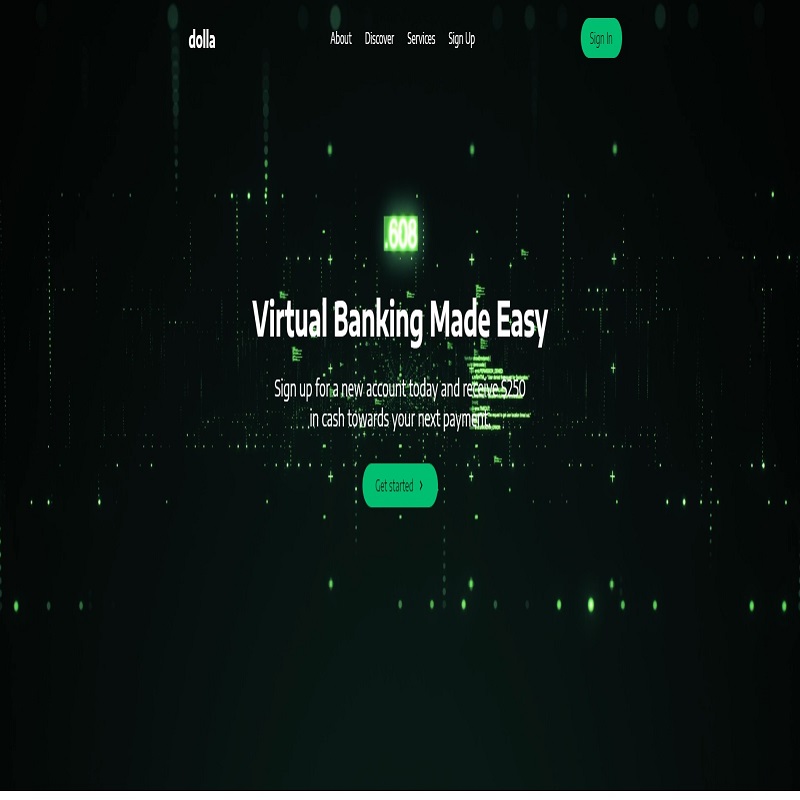 dolla
About Discover Services Sign Up
Sign In
.608
Virtual Banking Made Easy
Sign up for a new account today and receive $250
in cash towards your next payment.
Get started